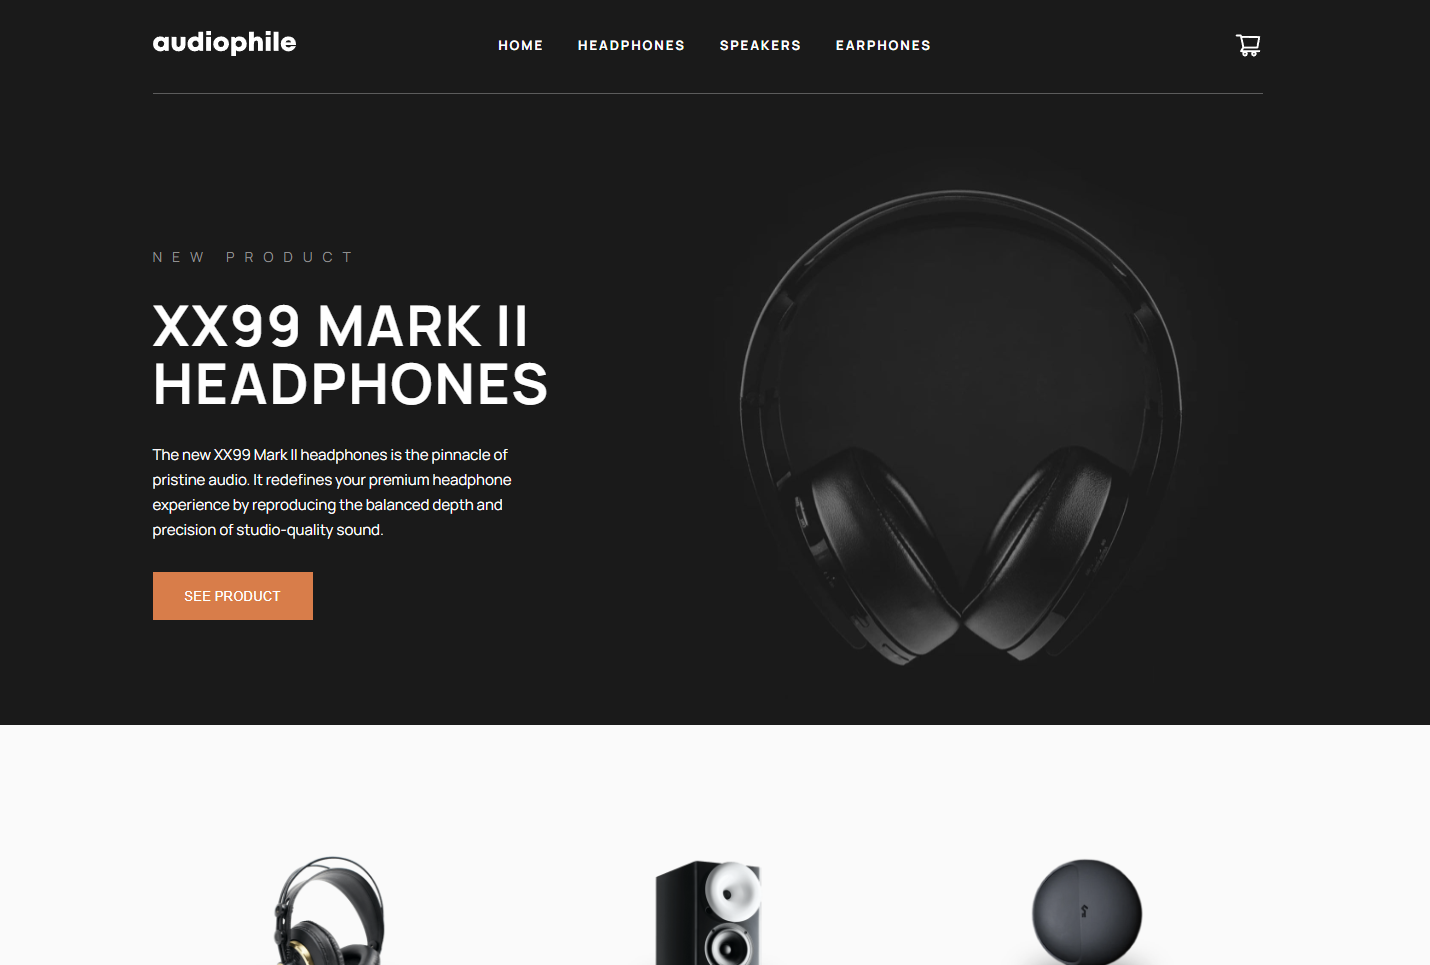 audiophile
HOME HEADPHONES SPEAKERS EARPHONES
NEW PRODUCT
XX99 MARK II
HEADPHONES
The new XX99 Mark II headphones is the pinnacle of
pristine audio. It redefines your premium headphone
experience by reproducing the balanced depth and
precision of studio-quality sound.
SEE PRODUCT